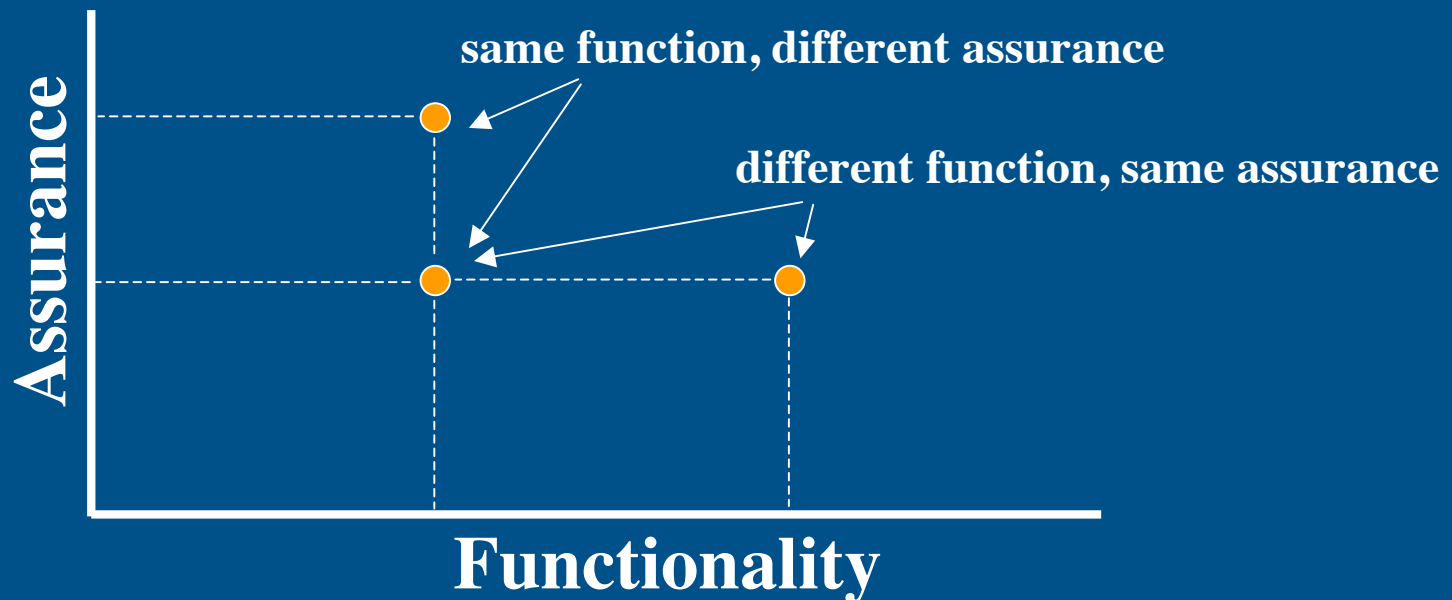 same function, different assurance
different function, same assurance
Assurance
Functionality